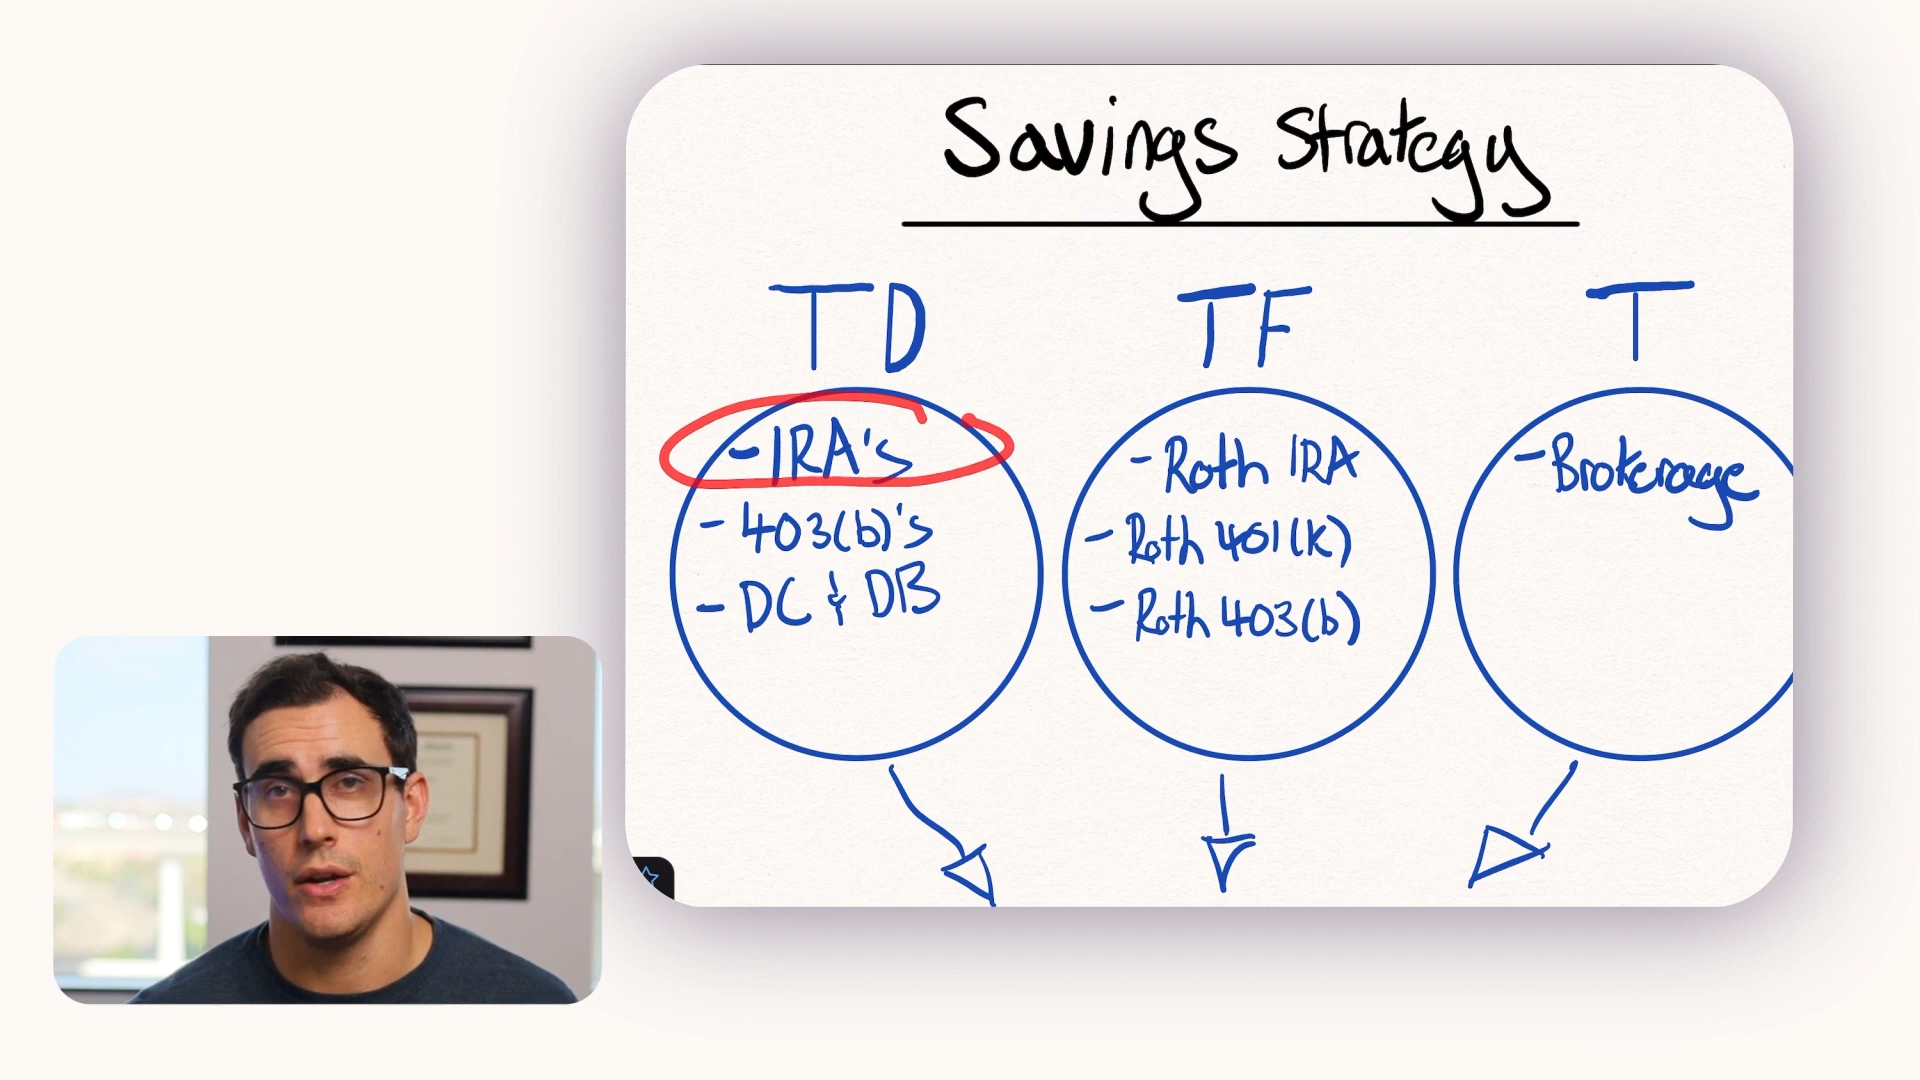 Savings Strategy
TD
TF
T
- IRA's
- 403(b)'s
- DC & DB
- Roth IRA
- Roth 401(k)
- Roth 403(b)
- Brokerage